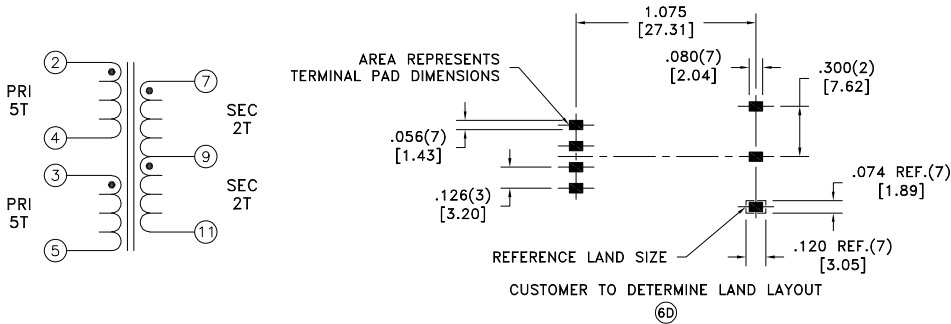 2
PRI
5T
4
3
PRI
5T
5
7
SEC
2T
9
SEC
2T
11
1.075
[27.31]
AREA REPRESENTS
TERMINAL PAD DIMENSIONS
.080(7)
[2.04]
.300(2)
[7.62]
.056(7)
[1.43]
.126(3)
[3.20]
.074 REF.(7)
[1.89]
REFERENCE LAND SIZE
.120 REF.(7)
[3.05]
CUSTOMER TO DETERMINE LAND LAYOUT
6D